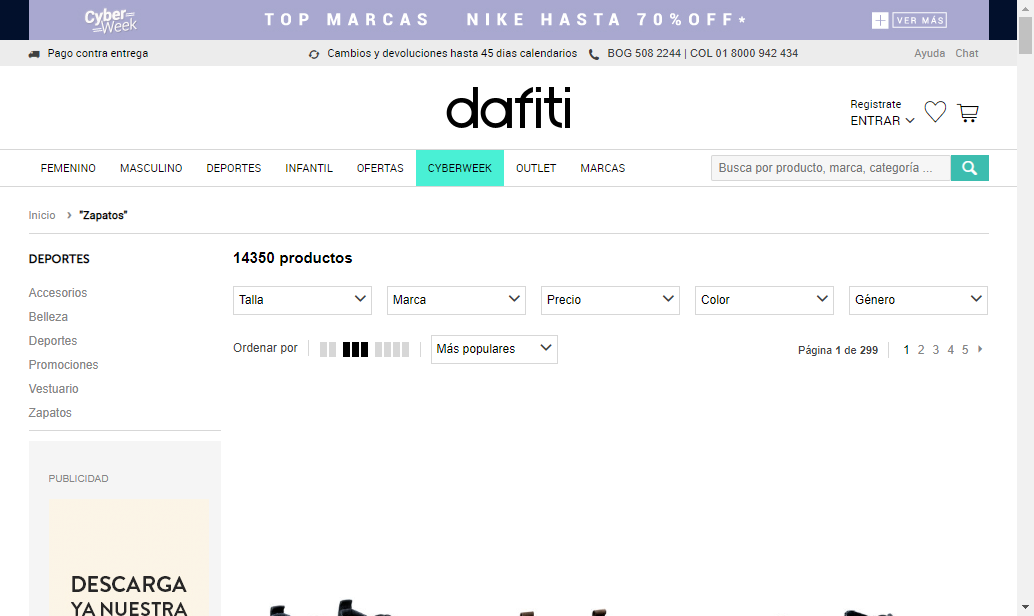 Cyber Week
TOP MARCAS NIKE HASTA 70%OFF*
VER MÁS
Pago contra entrega
Cambios y devoluciones hasta 45 dias calendarios
BOG 508 2244 | COL 01 8000 942 434
Ayuda Chat
dafiti
Registrate
ENTRAR
FEMENINO MASCULINO DEPORTES INFANTIL OFERTAS CYBERWEEK OUTLET MARCAS
Busca por producto, marca, categoría ...
Inicio › "Zapatos"
DEPORTES
Accesorios
Belleza
Deportes
Promociones
Vestuario
Zapatos
PUBLICIDAD
DESCARGA
YA NUESTRA
14350 productos
Talla Marca Precio Color Género
Ordenar por Más populares
Página 1 de 299 1 2 3 4 5